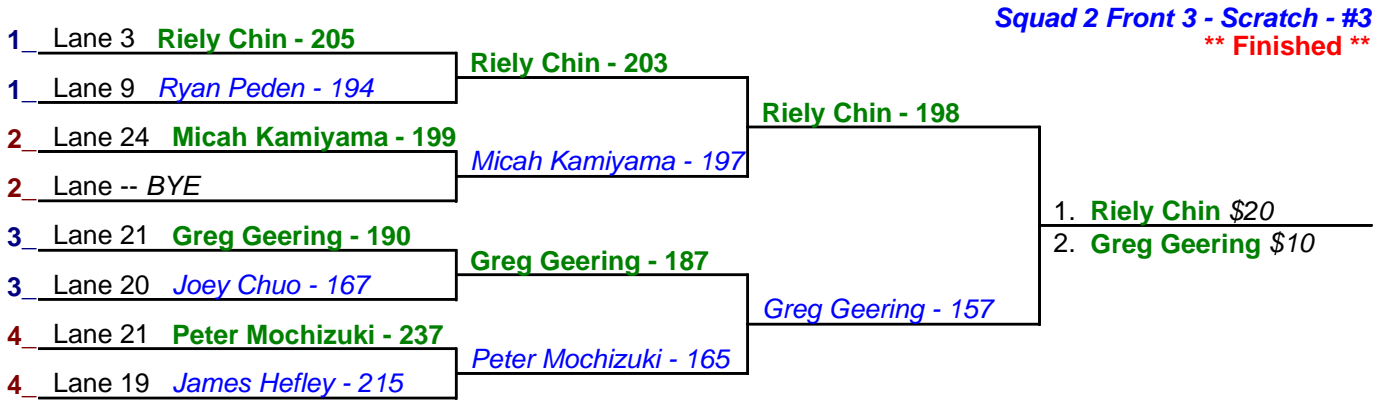 Squad 2 Front 3 - Scratch - #3
** Finished **
1_ Lane 3 Riely Chin - 205
1_ Lane 9 Ryan Peden - 194
2_ Lane 24 Micah Kamiyama - 199
2_ Lane -- BYE
3_ Lane 21 Greg Geering - 190
3_ Lane 20 Joey Chuo - 167
4_ Lane 21 Peter Mochizuki - 237
4_ Lane 19 James Hefley - 215
Riely Chin - 203
Micah Kamiyama - 197
Greg Geering - 187
Peter Mochizuki - 165
Riely Chin - 198
Greg Geering - 157
1. Riely Chin $20
2. Greg Geering $10